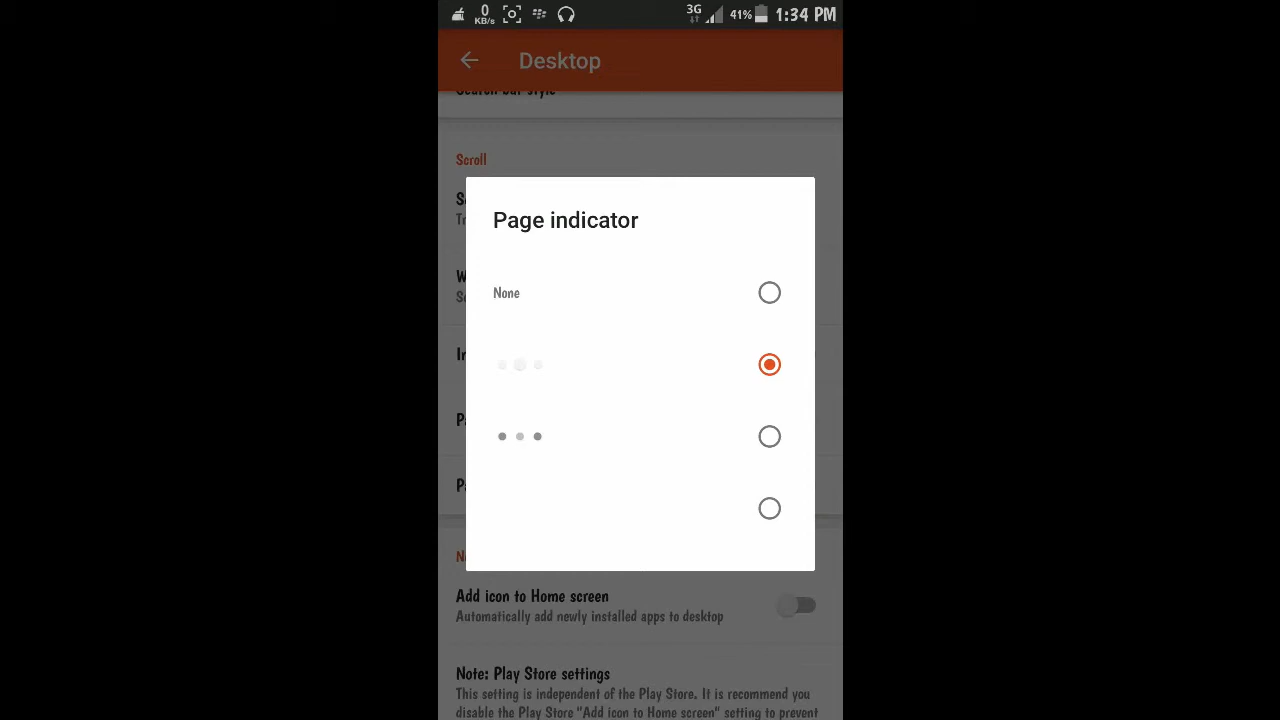 0
KB/s
3G
41%
1:34 PM
Desktop
Search bar style
Scroll
Page indicator
None
Add icon to Home screen
Automatically add newly installed apps to desktop
Note: Play Store settings
This setting is independent of the Play Store. It is recommend you
disable the Play Store "Add icon to Home screen" setting to prevent